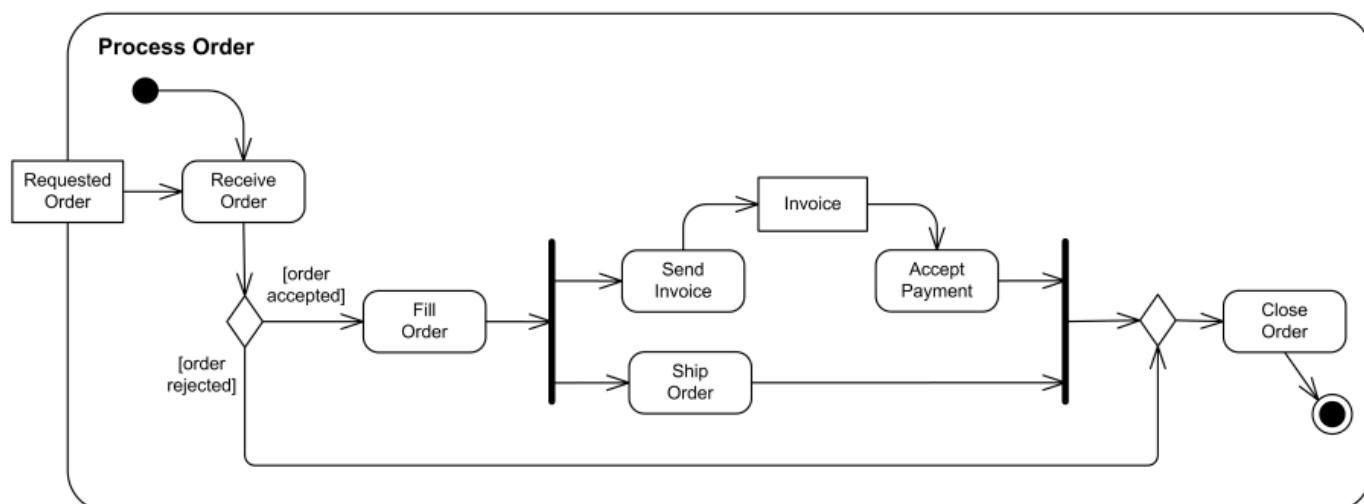 Process Order
Requested
Order
Receive
Order
[order
accepted]
[order
rejected]
Fill
Order
Send
Invoice
Invoice
Accept
Payment
Ship
Order
Close
Order